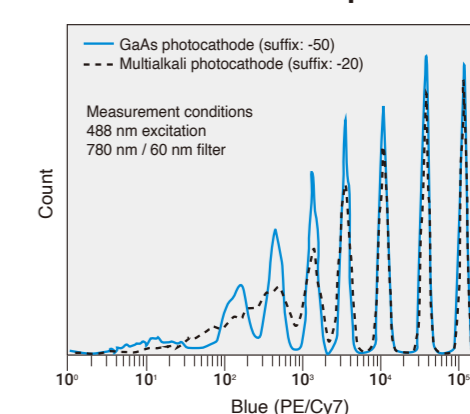 GaAs photocathode (suffix: -50)
Multialkali photocathode (suffix: -20)
Measurement conditions
488 nm excitation
780 nm / 60 nm filter
Count
10⁰ 10¹ 10² 10³ 10⁴ 10⁵
Blue (PE/Cy7)